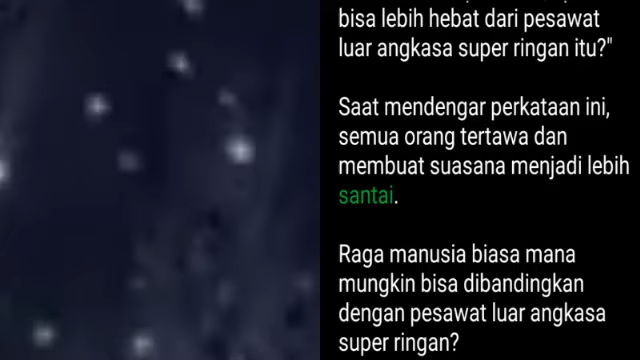 bisa lebih hebat dari pesawat
luar angkasa super ringan itu?"
Saat mendengar perkataan ini,
semua orang tertawa dan
membuat suasana menjadi lebih
santai.
Raga manusia biasa mana
mungkin bisa dibandingkan
dengan pesawat luar angkasa
super ringan?